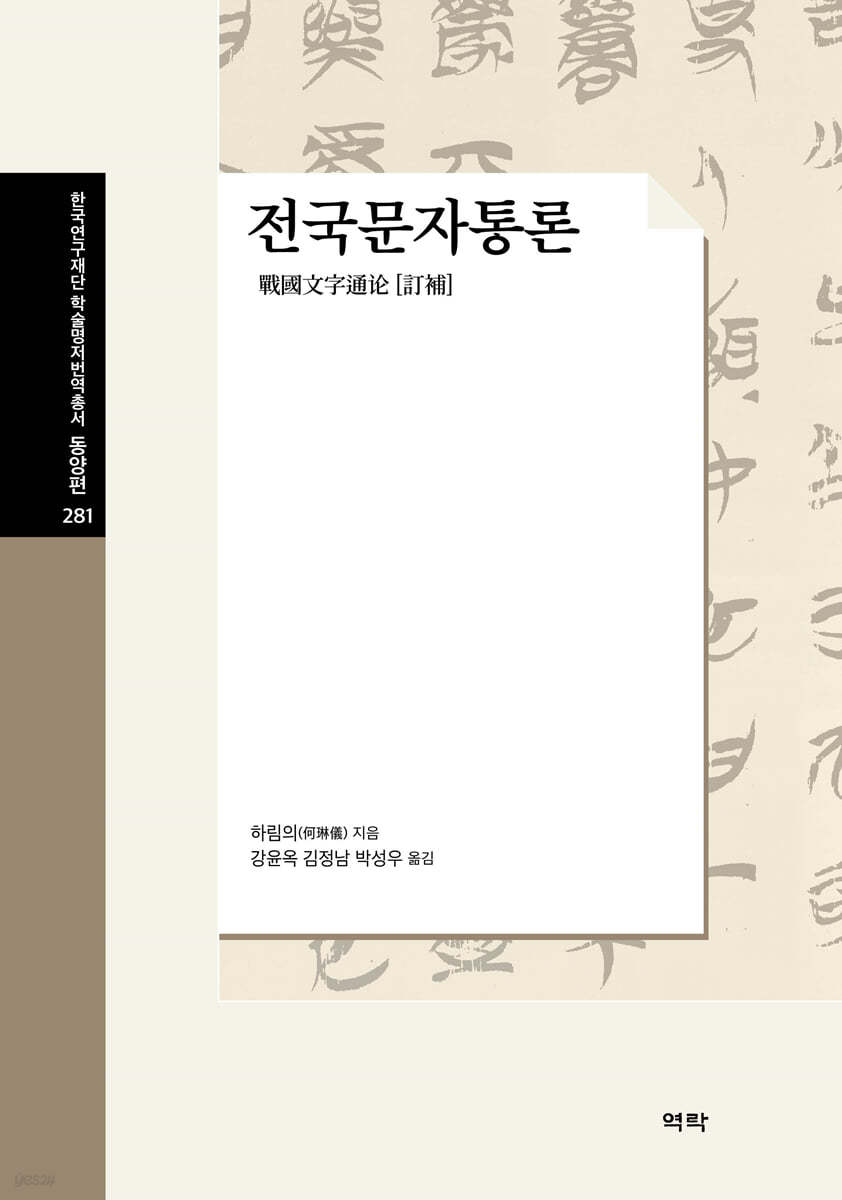 한국연구재단 학술명저번역총서 동양편 281
전국문자통론
戰國文字通论 [訂補]
하림의(何琳儀) 지음
강윤옥 김정남 박성우 옮김
역락
yes24